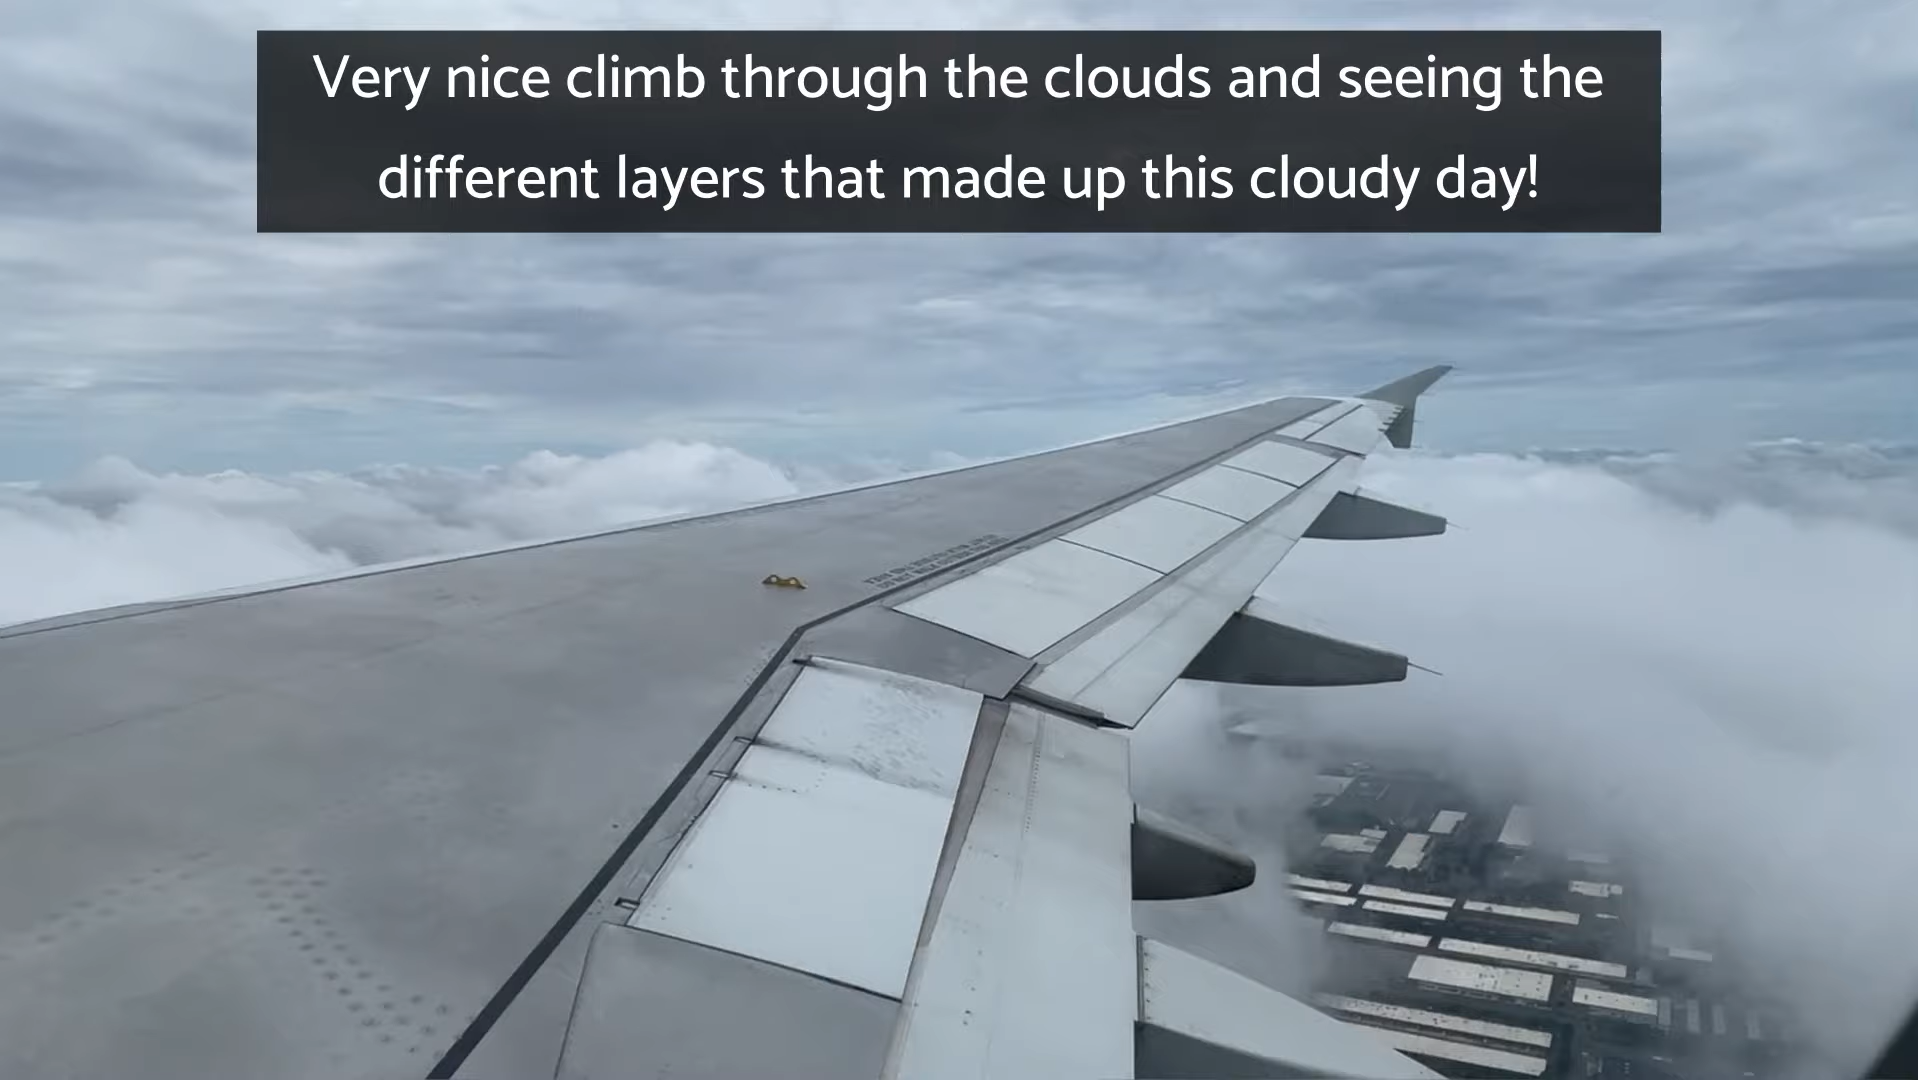 Very nice climb through the clouds and seeing the
different layers that made up this cloudy day!